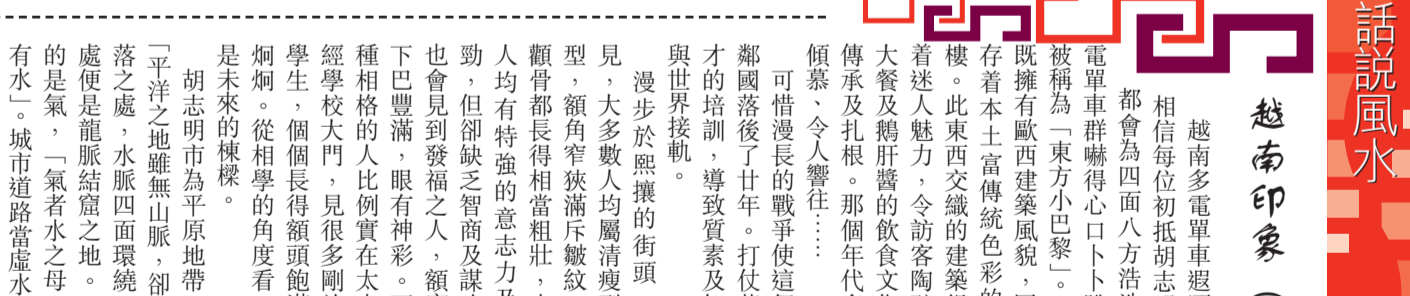 話説風水
越南印象
越南多電單車遐
相信每位初抵胡志
都會為四面八方浩
電單車群嚇得心口卜卜
被稱為「東方小巴黎」。
既擁有歐西建築風貌，
存着本土富傳統色彩的
樓。此東西交織的建築
着迷人魅力，令訪客陶
大餐及鵝肝醬的飲食文
傳承及扎根。那個年代
傾慕、令人響往……
可惜漫長的戰爭使這
鄰國落後了廿年。打仗
才的培訓，導致質素及
與世界接軌。
漫步於熙攘的街頭
見，大多數人均屬清瘦
型，額角窄狹滿斥皺紋
顴骨都長得相當粗壯，
人均有特強的意志力及
勁，但卻缺乏智商及謀
也會見到發福之人，額
下巴豐滿，眼有神彩。
種相格的人比例實在太
經學校大門，見很多剛
學生，個個長得額頭飽
炯炯。從相學的角度看
是未來的棟樑。
胡志明市為平原地帶
「平洋之地雖無山脈，卻
落之處，水脈四面環繞
處便是龍脈結窟之地。
的是氣，「氣者水之母
有水」。城市道路當虛水